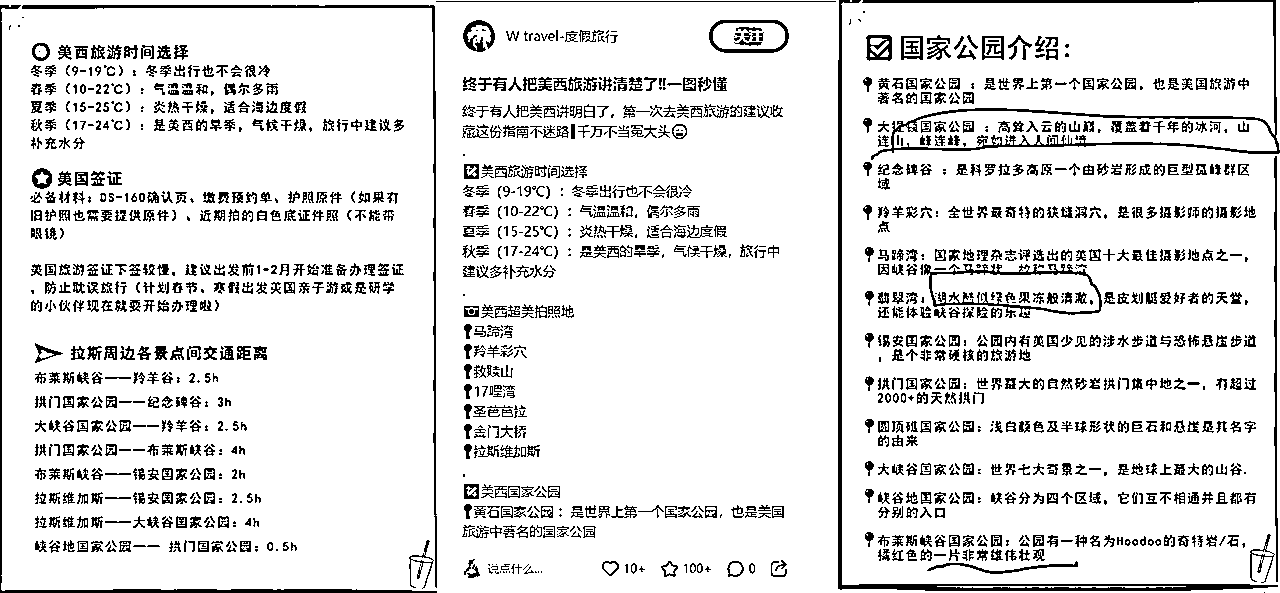 美西旅游时间选择
冬季（9-19℃）：冬季出行也不会很冷
春季（10-22℃）：气温温和，偶尔多雨
夏季（15-25℃）：炎热干燥，适合海边度假
秋季（17-24℃）：是美西的旱季，气候干燥，旅行中建议多
补充水分
美国签证
必备材料：DS-160确认页、缴费预约单、护照原件（如果有
旧护照也需要提供原件）、近期拍的白色底证件照（不能带
眼镜）
美国旅游签证下签较慢，建议出发前1-2月开始准备办理签证
，防止耽误旅行（计划春节、寒假出发美国亲子游或是研学
的小伙伴现在就要开始办理啦）
拉斯周边各景点间交通距离
布莱斯峡谷——羚羊谷：2.5h
拱门国家公园——纪念碑谷：3h
大峡谷国家公园——羚羊谷：2.5h
拱门国家公园——布莱斯峡谷：4h
布莱斯峡谷——锡安国家公园：2h
拉斯维加斯——锡安国家公园：2.5h
拉斯维加斯——大峡谷国家公园：4h
峡谷地国家公园—— 拱门国家公园：0.5h
W travel-度假旅行
关注
终于有人把美西旅游讲清楚了!!一图秒懂
终于有人把美西讲明白了，第一次去美西旅游的建议收
藏这份指南不迷路 千万不当冤大头
.
美西旅游时间选择
冬季（9-19℃）：冬季出行也不会很冷
春季（10-22℃）：气温温和，偶尔多雨
夏季（15-25℃）：炎热干燥，适合海边度假
秋季（17-24℃）：是美西的旱季，气候干燥，旅行中
建议多补充水分
.
美西超美拍照地
马蹄湾
羚羊彩穴
救赎山
17哩湾
圣芭芭拉
金门大桥
拉斯维加斯
.
美西国家公园
黄石国家公园：是世界上第一个国家公园，也是美国
旅游中著名的国家公园
说点什么...
10+
100+
0
国家公园介绍：
黄石国家公园 ：是世界上第一个国家公园，也是美国旅游中
著名的国家公园
大提顿国家公园 ：高耸入云的山巅，覆盖着千年的冰河，山
连山，峰连峰，宛如进入人间仙境
纪念碑谷 ：是科罗拉多高原一个由砂岩形成的巨型孤峰群区
域
羚羊彩穴：全世界最奇特的狭缝洞穴，是很多摄影师的摄影地
点
马蹄湾：国家地理杂志评选出的美国十大最佳摄影地点之一，
因峡谷像一个马蹄状，故称马蹄湾
翡翠湾：湖水酷似绿色果冻般清澈，是皮划艇爱好者的天堂，
还能体验峡谷探险的乐趣
锡安国家公园：公园内有美国少见的涉水步道与恐怖悬崖步道
，是个非常硬核的旅游地
拱门国家公园：世界最大的自然砂岩拱门集中地之一，有超过
2000+的天然拱门
圆顶礁国家公园：浅白颜色及半球形状的巨石和悬崖是其名字
的由来
大峡谷国家公园：世界七大奇景之一，是地球上最大的山谷.
峡谷地国家公园：峡谷分为四个区域，它们互不相通并且都有
分别的入口
布莱斯峡谷国家公园：公园有一种名为Hoodoo的奇特岩/石，
橘红色的一片非常雄伟壮观